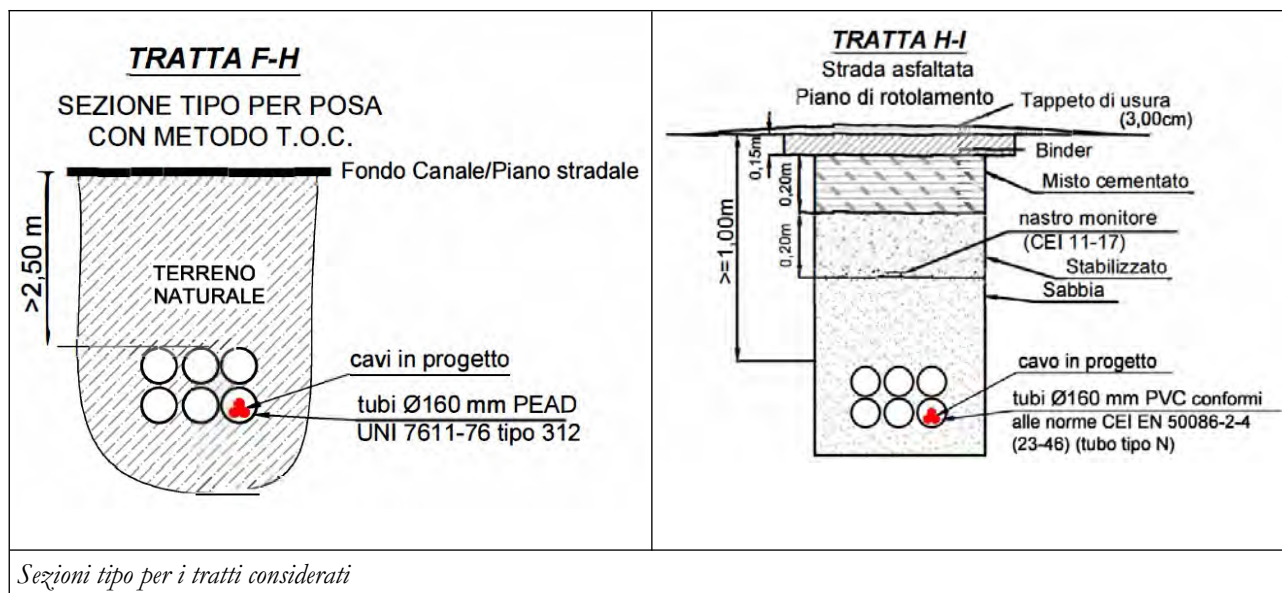 TRATTA F-H
SEZIONE TIPO PER POSA
CON METODO T.O.C.
Fondo Canale/Piano stradale
>2,50 m
TERRENO
NATURALE
cavi in progetto
tubi Ø160 mm PEAD
UNI 7611-76 tipo 312
TRATTA H-I
Strada asfaltata
Piano di rotolamento
Tappeto di usura
(3,00cm)
0,15m
Binder
0,20m
Misto cementato
>=1,00m
nastro monitore
(CEI 11-17)
0,20m
Stabilizzato
Sabbia
cavo in progetto
tubi Ø160 mm PVC conformi
alle norme CEI EN 50086-2-4
(23-46) (tubo tipo N)
Sezioni tipo per i tratti considerati